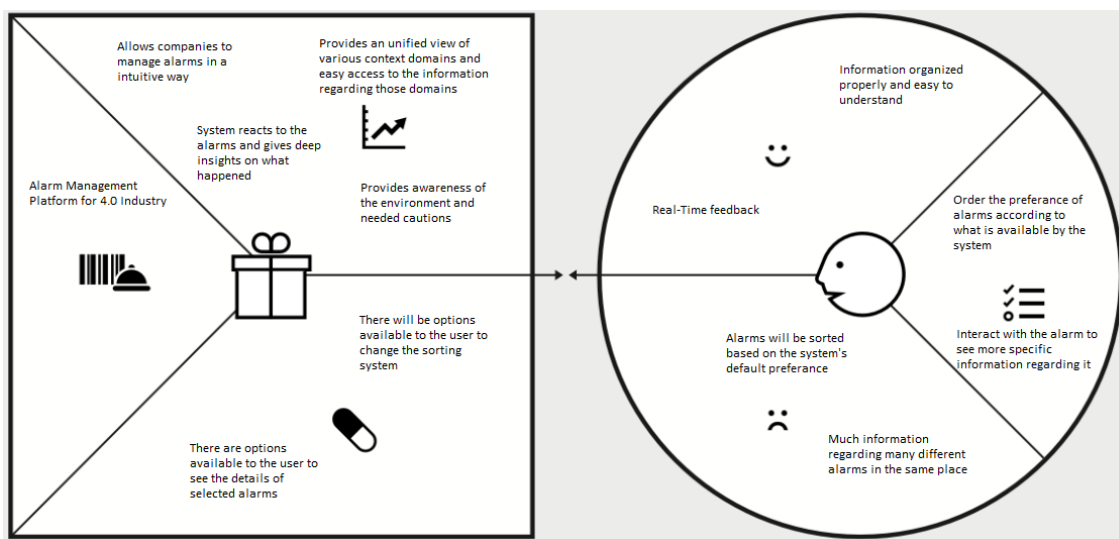 Allows companies to
manage alarms in a
intuitive way
Provides an unified view of
various context domains and
easy access to the information
regarding those domains
System reacts to the
alarms and gives deep
insights on what
happened
Alarm Management
Platform for 4.0 Industry
Provides awareness of
the environment and
needed cautions
There will be options
available to the user to
change the sorting
system
There are options
available to the user to
see the details of
selected alarms
Information organized
properly and easy to
understand
Real-Time feedback
Order the preferance of
alarms according to
what is available by the
system
Interact with the alarm to
see more specific
information regarding it
Alarms will be sorted
based on the system's
default preferance
Much information
regarding many different
alarms in the same place